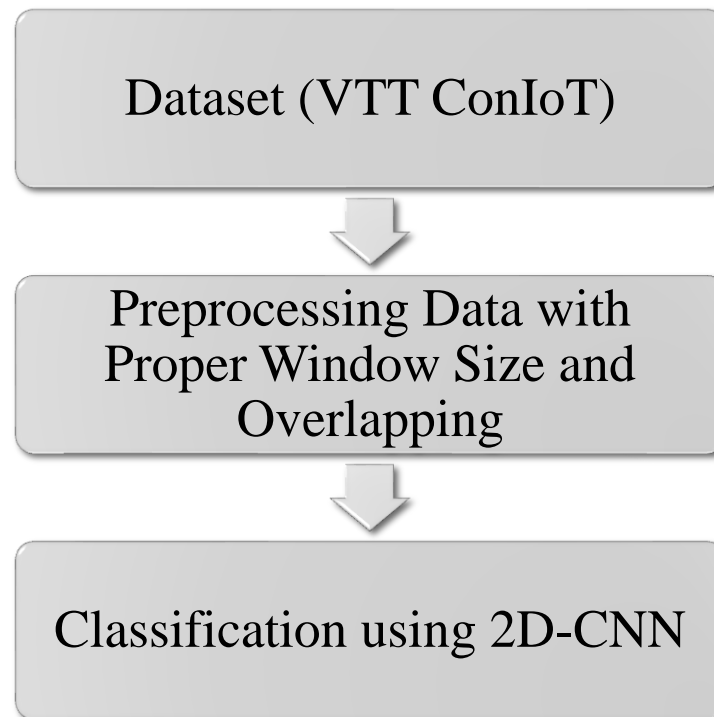 Dataset (VTT ConIoT)
Preprocessing Data with
Proper Window Size and
Overlapping
Classification using 2D-CNN